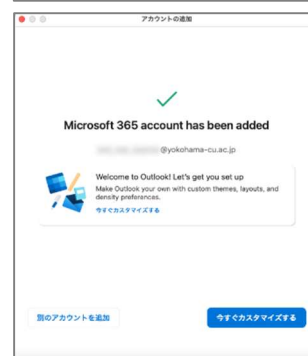 アカウントの追加
Microsoft 365 account has been added
@yokohama-cu.ac.jp
Welcome to Outlook! Let's get you set up
Make Outlook your own with custom themes, layouts, and
density preferences.
今すぐカスタマイズする
別のアカウントを追加
今すぐカスタマイズする